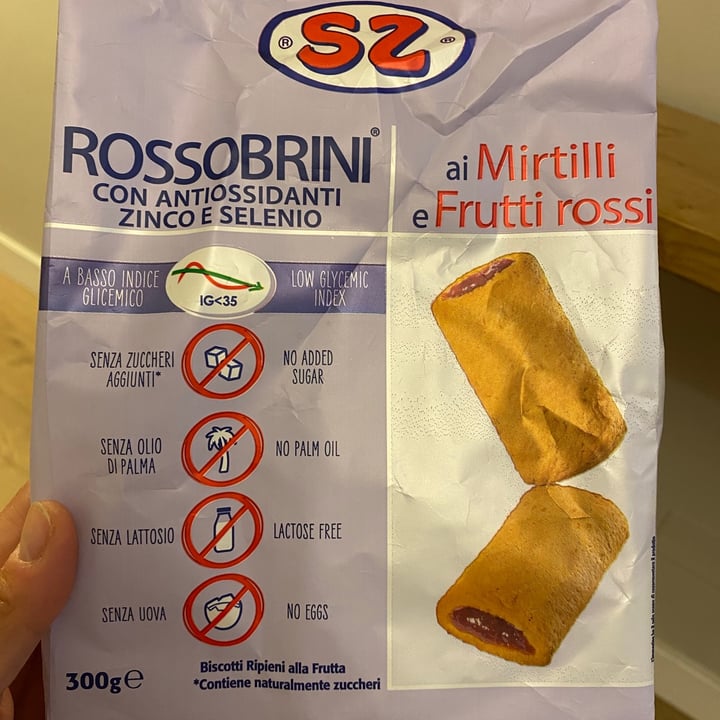 ® SZ ®
ROSSOBRINI®
CON ANTIOSSIDANTI
ZINCO E SELENIO
ai Mirtilli
e Frutti rossi
A BASSO INDICE
GLICEMICO
IG<35
LOW GLYCEMIC
INDEX
SENZA ZUCCHERI
AGGIUNTI*
NO ADDED
SUGAR
SENZA OLIO
DI PALMA
NO PALM OIL
SENZA LATTOSIO
LACTOSE FREE
SENZA UOVA
NO EGGS
300g e
Biscotti Ripieni alla Frutta
*Contiene naturalmente zuccheri